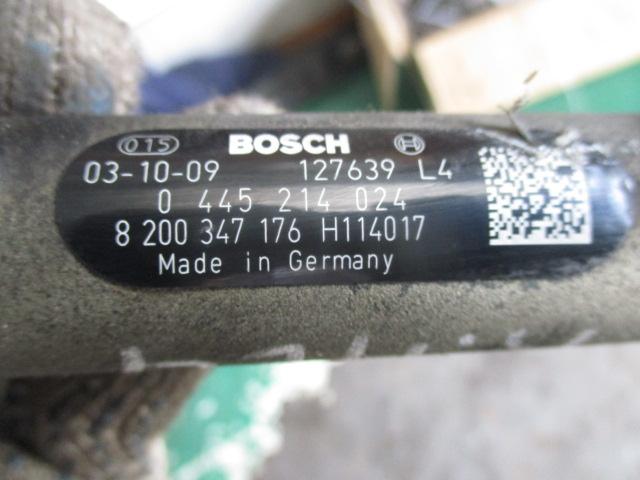 015 BOSCH
03-10-09 127639 L4
0 445 214 024
8 200 347 176 H114017
Made in Germany